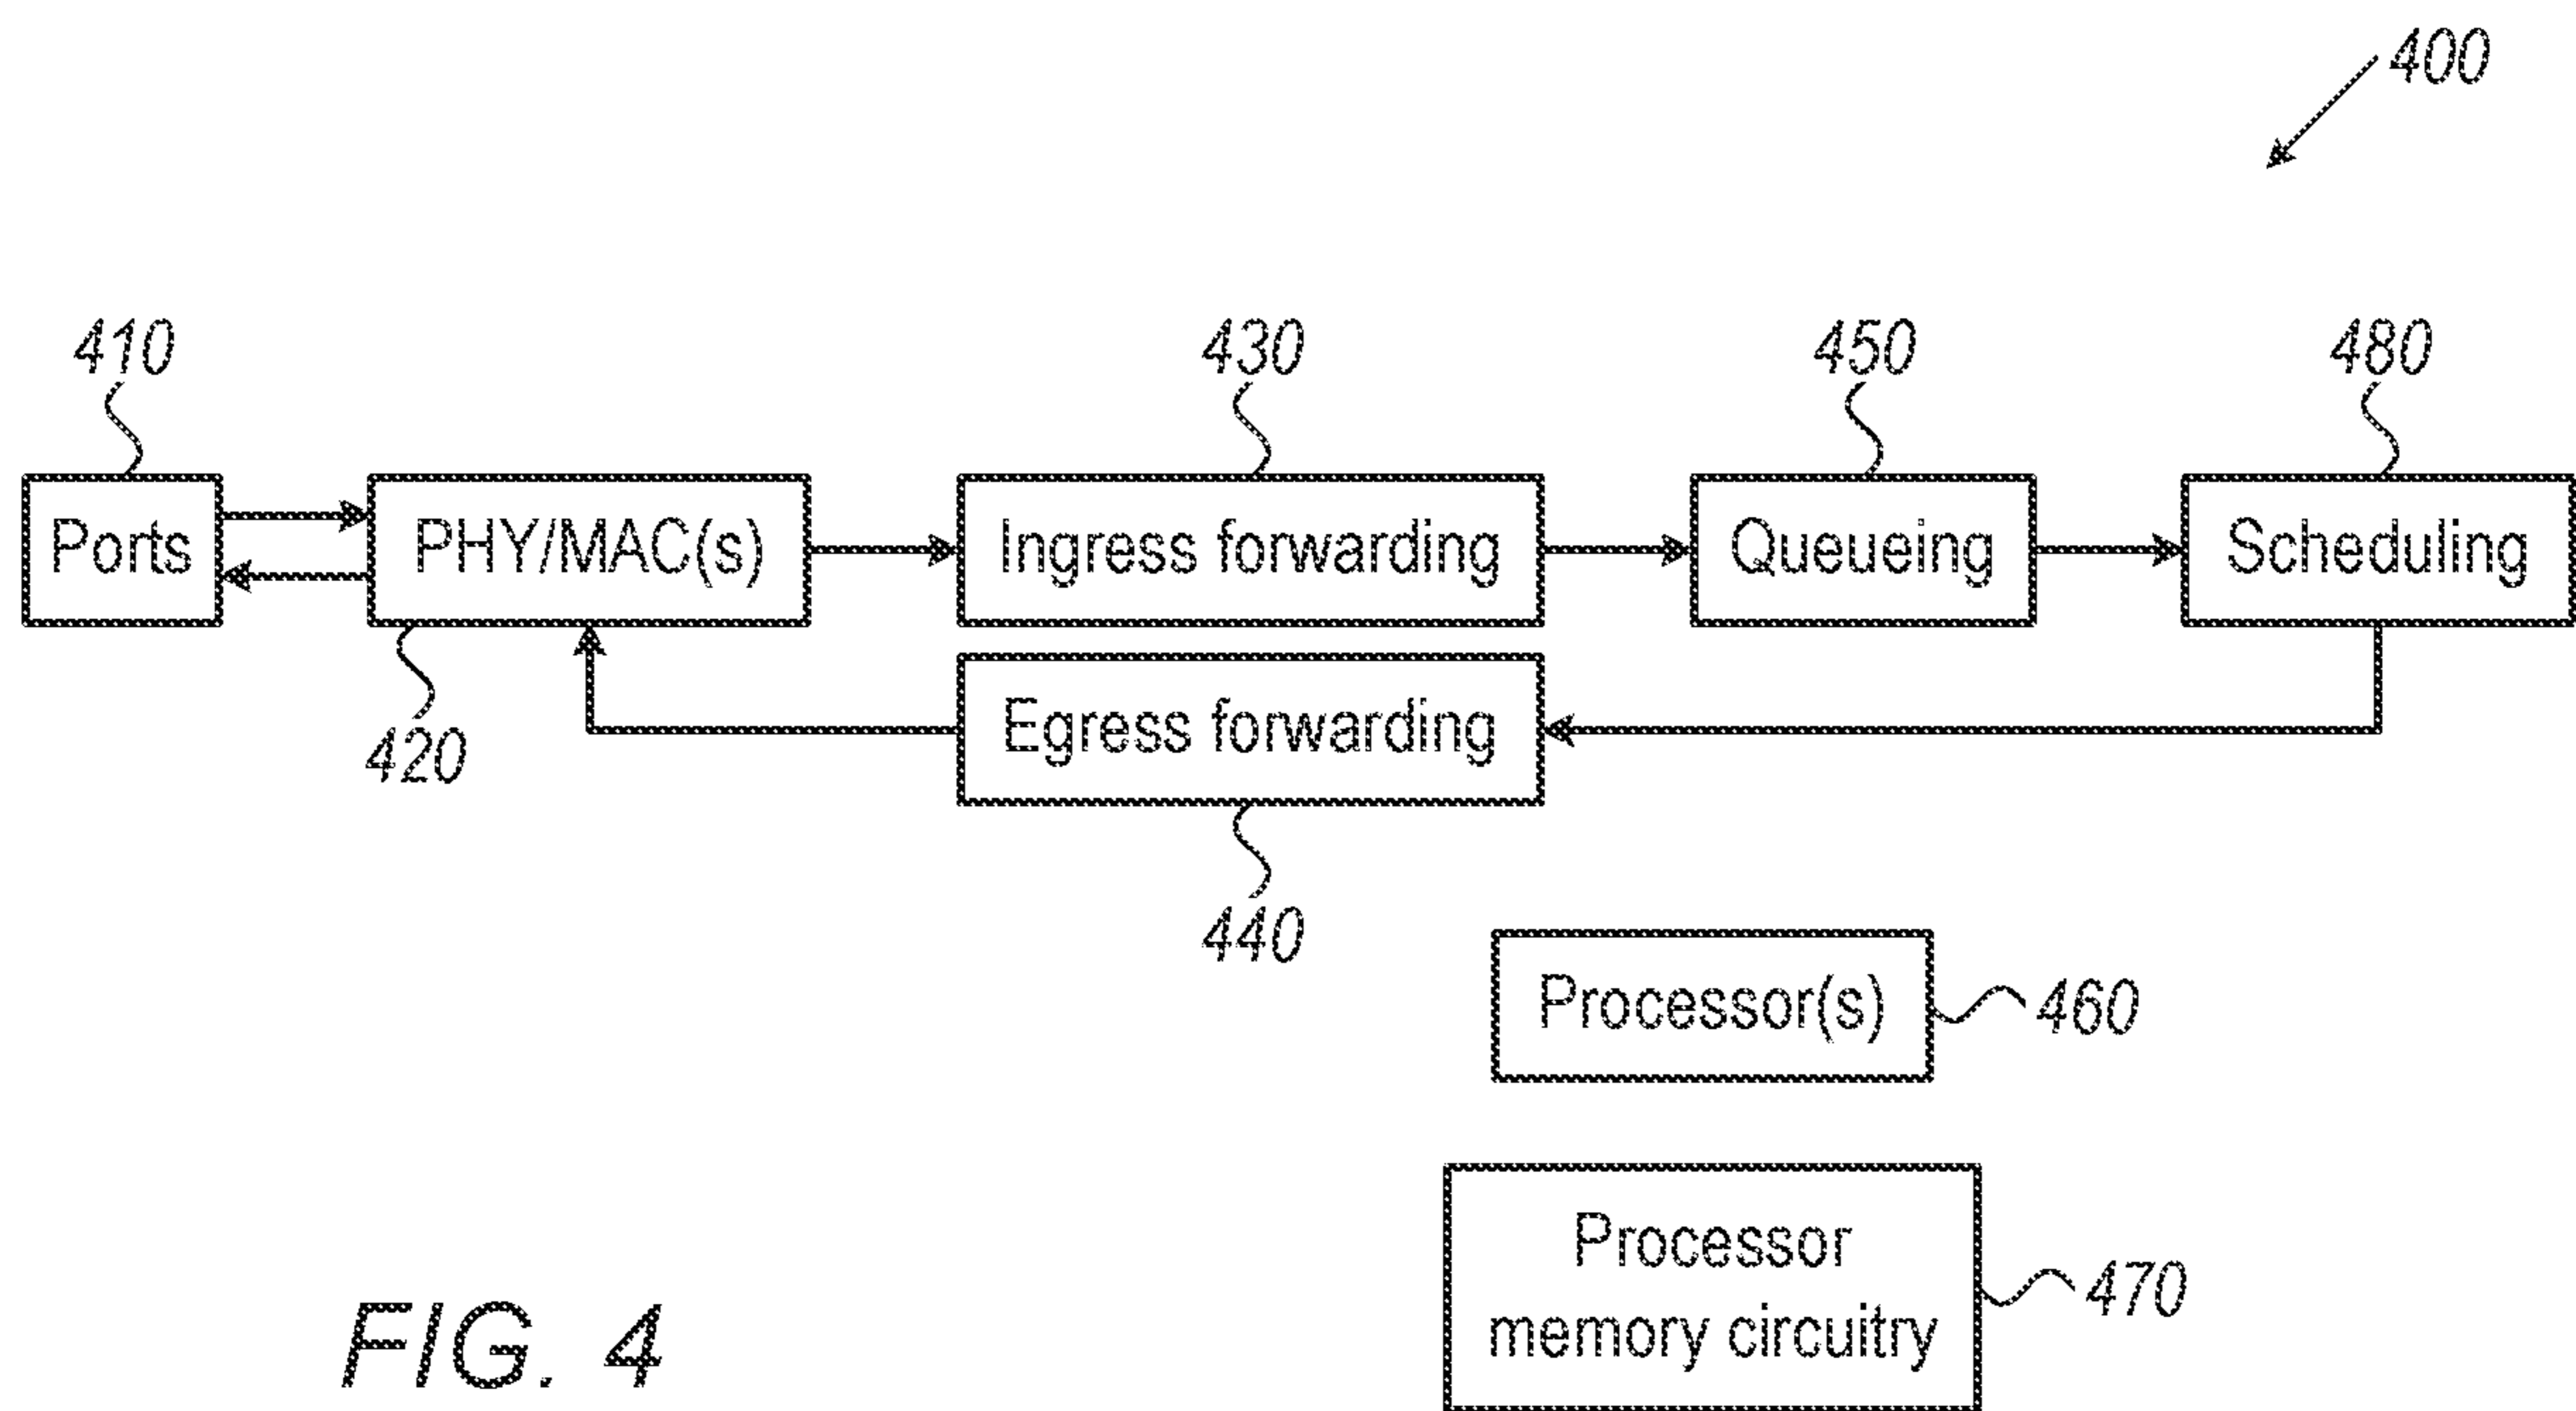 400
410
430
450
480
Ports
PHY/MAC(s)
Ingress forwarding
Queueing
Scheduling
Egress forwarding
420
440
Processor(s)
460
Processor
memory circuitry
470
FIG. 4